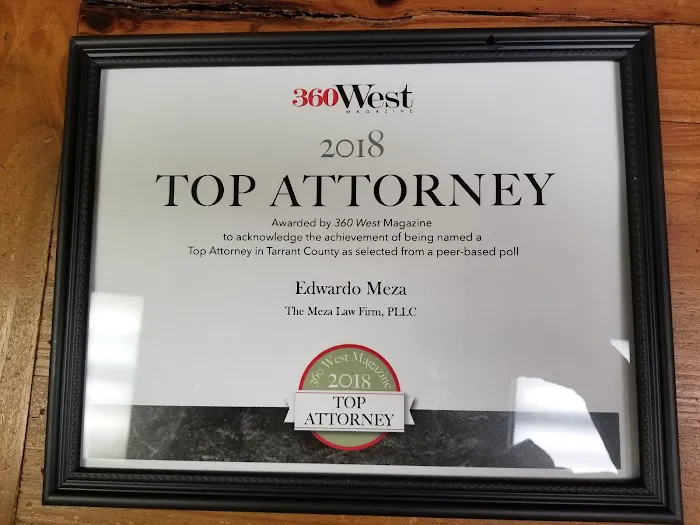 360West
MAGAZINE
2018
TOP ATTORNEY
Awarded by 360 West Magazine
to acknowledge the achievement of being named a
Top Attorney in Tarrant County as selected from a peer-based poll
Edwardo Meza
The Meza Law Firm, PLLC
360 West Magazine
2018
TOP
ATTORNEY